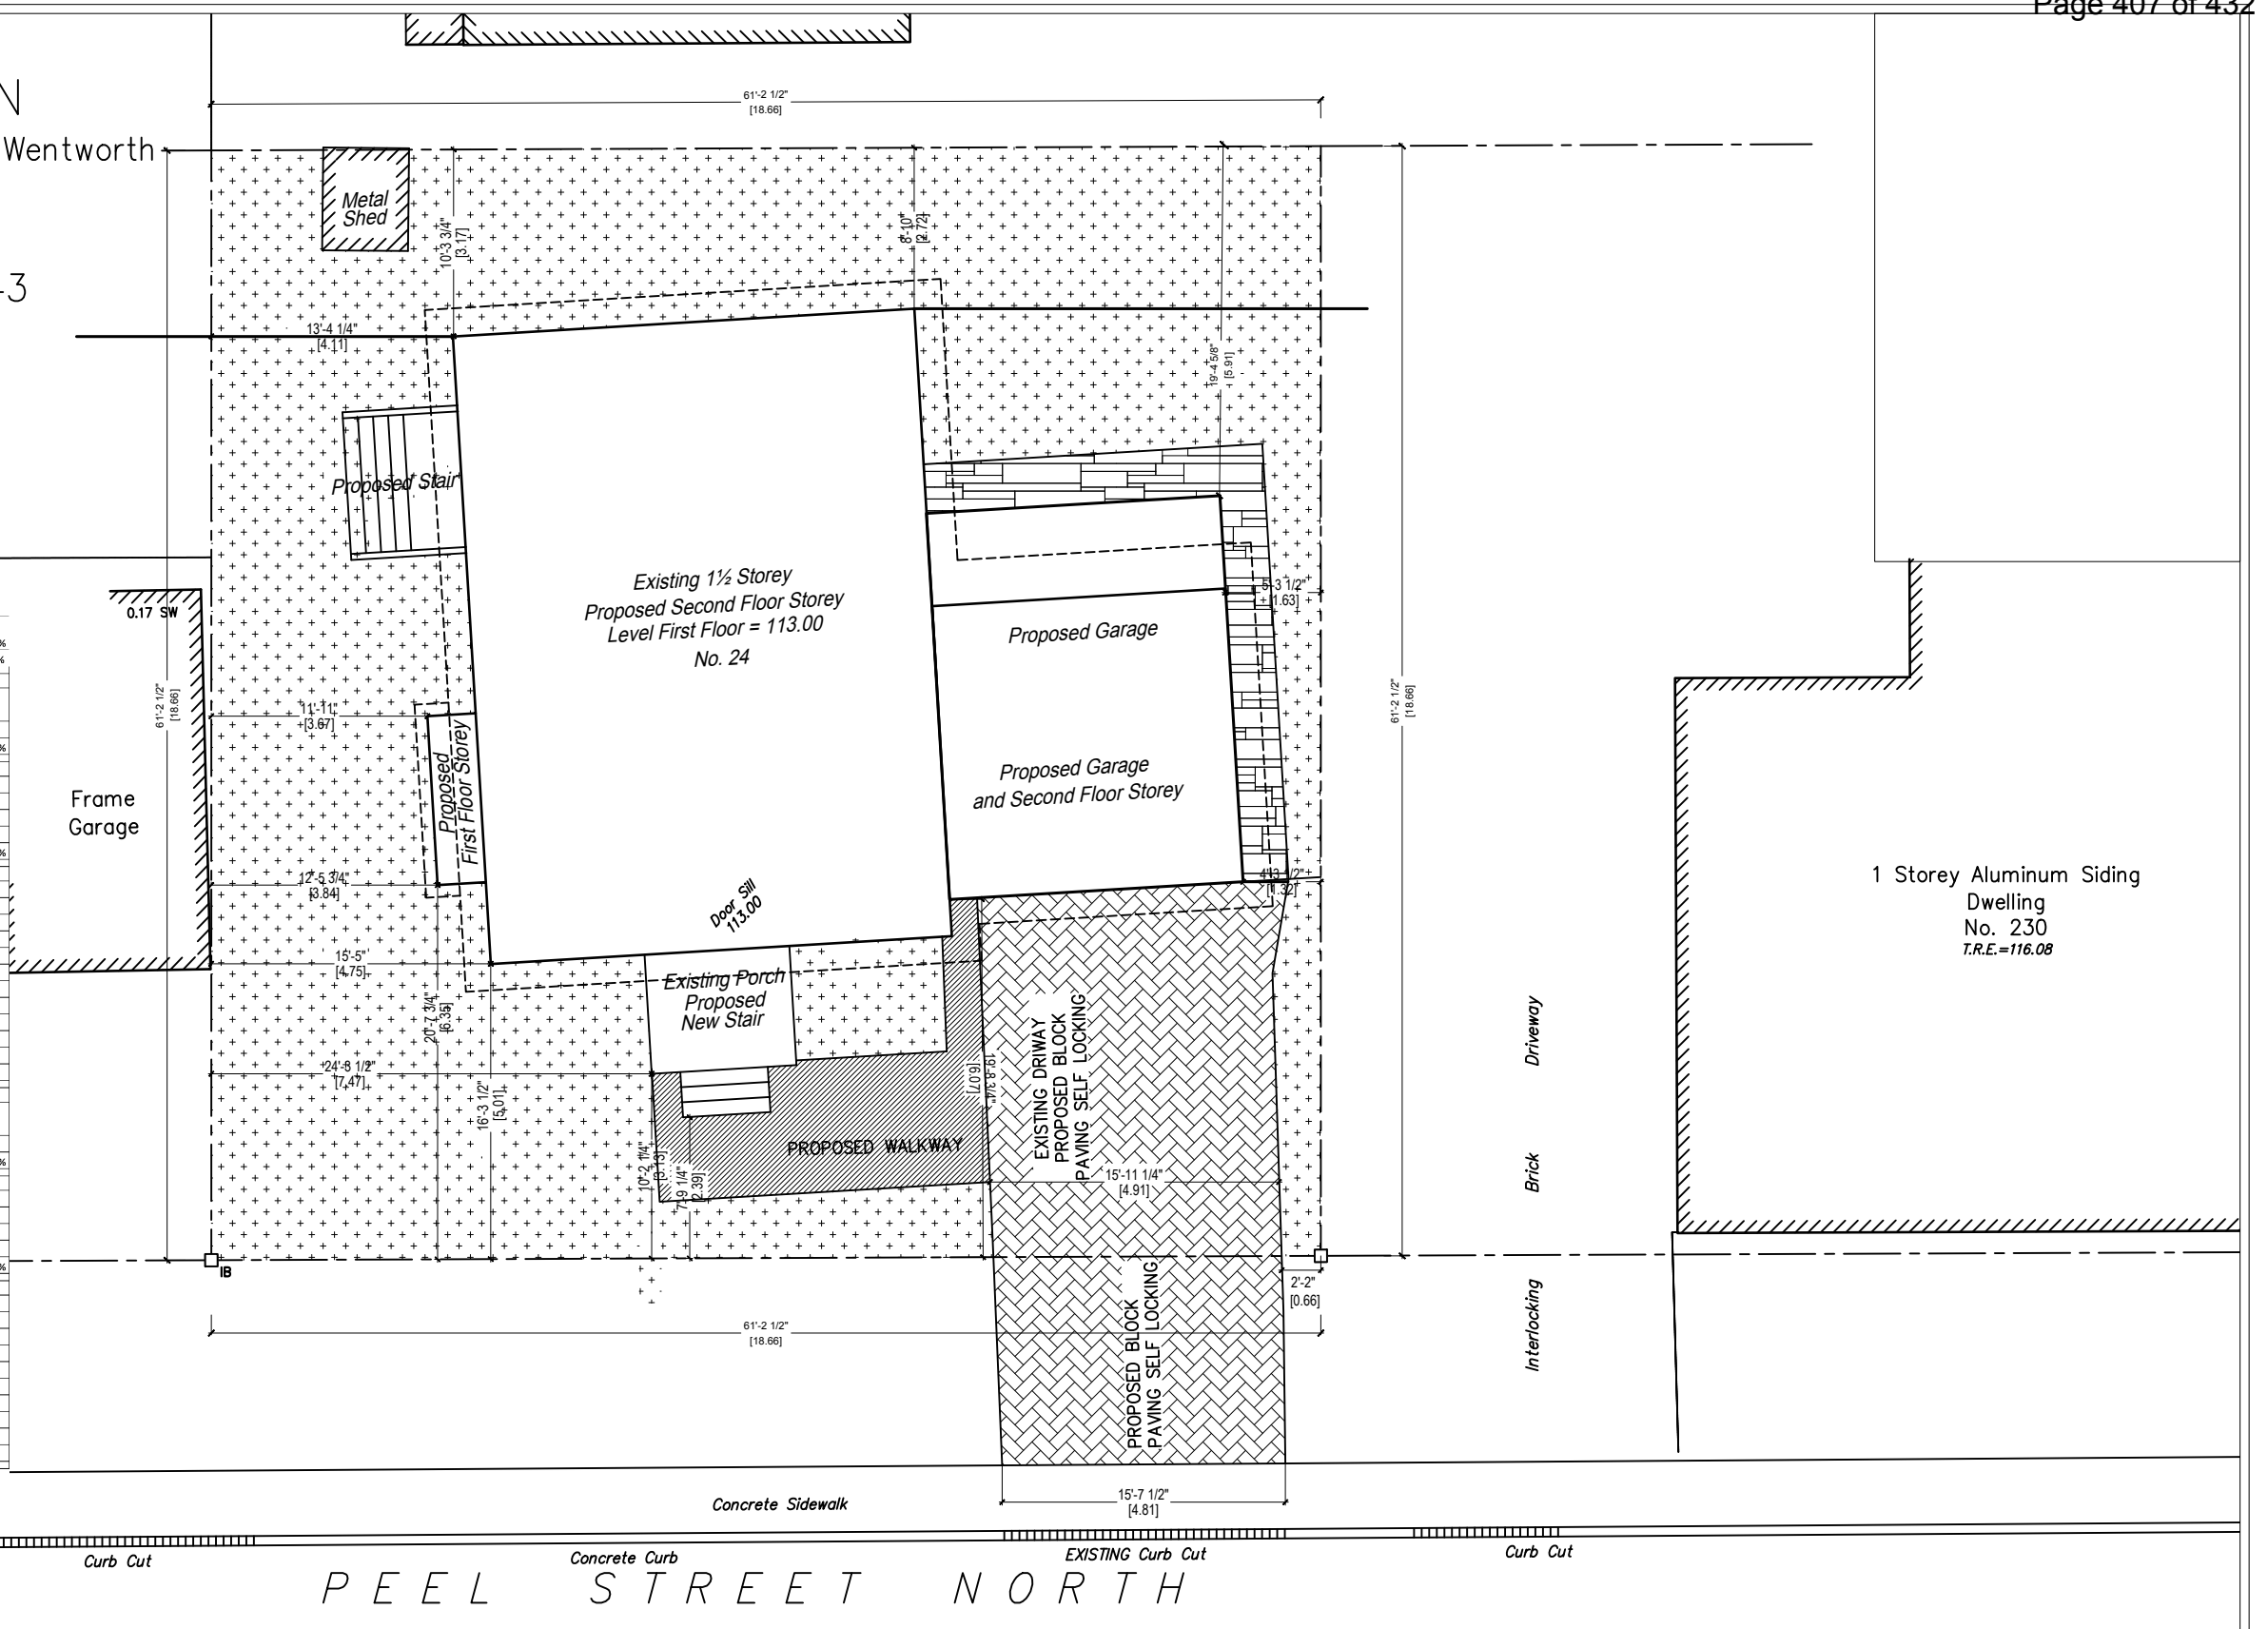 Page 407 of 432
N
Wentworth
-3
61'-2 1/2"
[18.66]
Metal
Shed
10'-3 3/4"
[3.17]
8'-10"
[2.72]
13'-4 1/4"
[4.11]
19'-4 5/8"
[5.91]
Proposed Stair
Existing 1½ Storey
Proposed Second Floor Storey
Level First Floor = 113.00
No. 24
5'-3 1/2"
[1.63]
0.17 SW
Proposed Garage
61'-2 1/2"
[18.66]
61'-2 1/2"
[18.66]
11'-11"
[3.67]
Proposed
First Floor Storey
Proposed Garage
and Second Floor Storey
Frame
Garage
12'-5 3/4"
[3.84]
4'-3 1/2"
[1.32]
1 Storey Aluminum Siding
Dwelling
No. 230
T.R.E.=116.08
Door Sill
113.00
15'-5"
[4.75]
Existing Porch
Proposed
New Stair
20'-7 3/4"
[6.35]
24'-8 1/2"
[7.47]
16'-3 1/2"
[5.01]
19'-8 3/4"
[6.07]
EXISTING DRIWAY
PROPOSED BLOCK
PAVING SELF LOCKING
Driveway
Brick
Interlocking
PROPOSED WALKWAY
10'-2 1/4"
[3.13]
7'-9 1/4"
[2.39]
15'-11 1/4"
[4.91]
IB
2'-2"
[0.66]
61'-2 1/2"
[18.66]
PROPOSED BLOCK
PAVING SELF LOCKING
15'-7 1/2"
[4.81]
Concrete Sidewalk
Curb Cut
Concrete Curb
EXISTING Curb Cut
Curb Cut
PEEL STREET NORTH